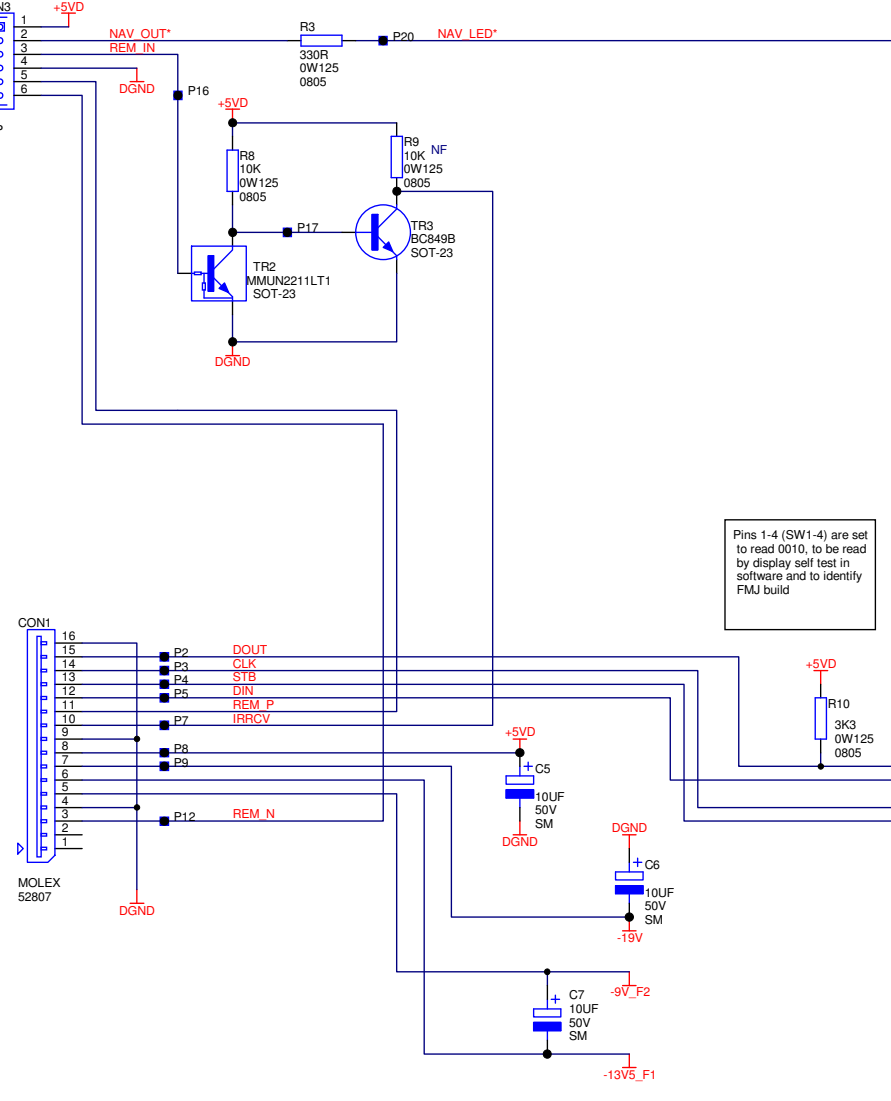 N3
+5VD
1
2
3
4
5
6
NAV_OUT*
REM_IN
DGND
R3
330R
0W125
0805
P20
NAV_LED*
P16
+5VD
R8
10K
0W125
0805
R9
10K
NF
0W125
0805
P17
TR3
BC849B
SOT-23
TR2
MMUN2211LT1
SOT-23
DGND
Pins 1-4 (SW1-4) are set
to read 0010, to be read
by display self test in
software and to identify
FMJ build
CON1
16
15
14
13
12
11
10
9
8
7
6
5
4
3
2
1
P2
DOUT
P3
CLK
P4
STB
P5
DIN
REM_P
P7
IRRCV
P8
P9
P12
REM_N
MOLEX
52807
DGND
+5VD
C5
10UF
50V
SM
DGND
+5VD
R10
3K3
0W125
0805
DGND
C6
10UF
50V
SM
-19V
C7
10UF
50V
SM
-9V_F2
-13V5_F1